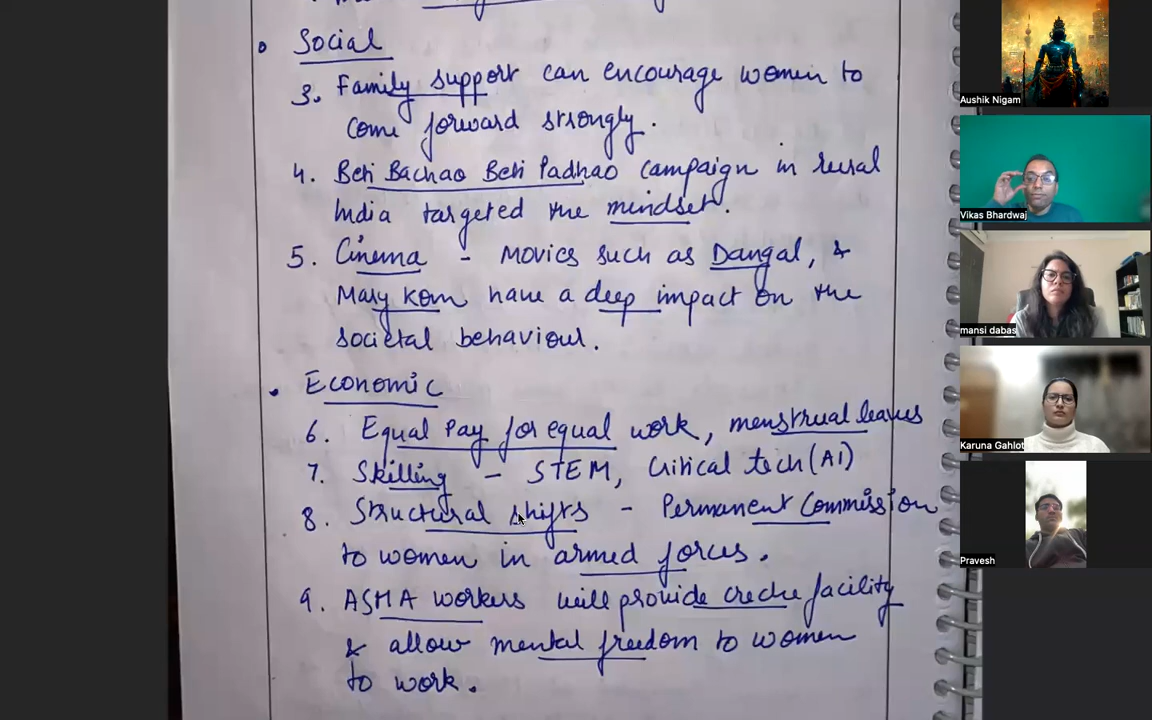 • Social
3. Family support can encourage women to
come forward strongly.
4. Beti Bachao Beti Padhao campaign in rural
India targeted the mindset.
5. Cinema - Movies such as Dangal, &
Mary Kom have a deep impact on the
societal behaviour.
• Economic
6. Equal Pay for equal work, menstrual leaves
7. Skilling - STEM, Critical tech (AI)
8. Structural shifts - Permanent Commission
to women in armed forces.
9. ASHA workers will provide creche facility
& allow mental freedom to women
to work.
Aushik Nigam
Vikas Bhardwaj
mansi dabas
Karuna Gahlot
Pravesh